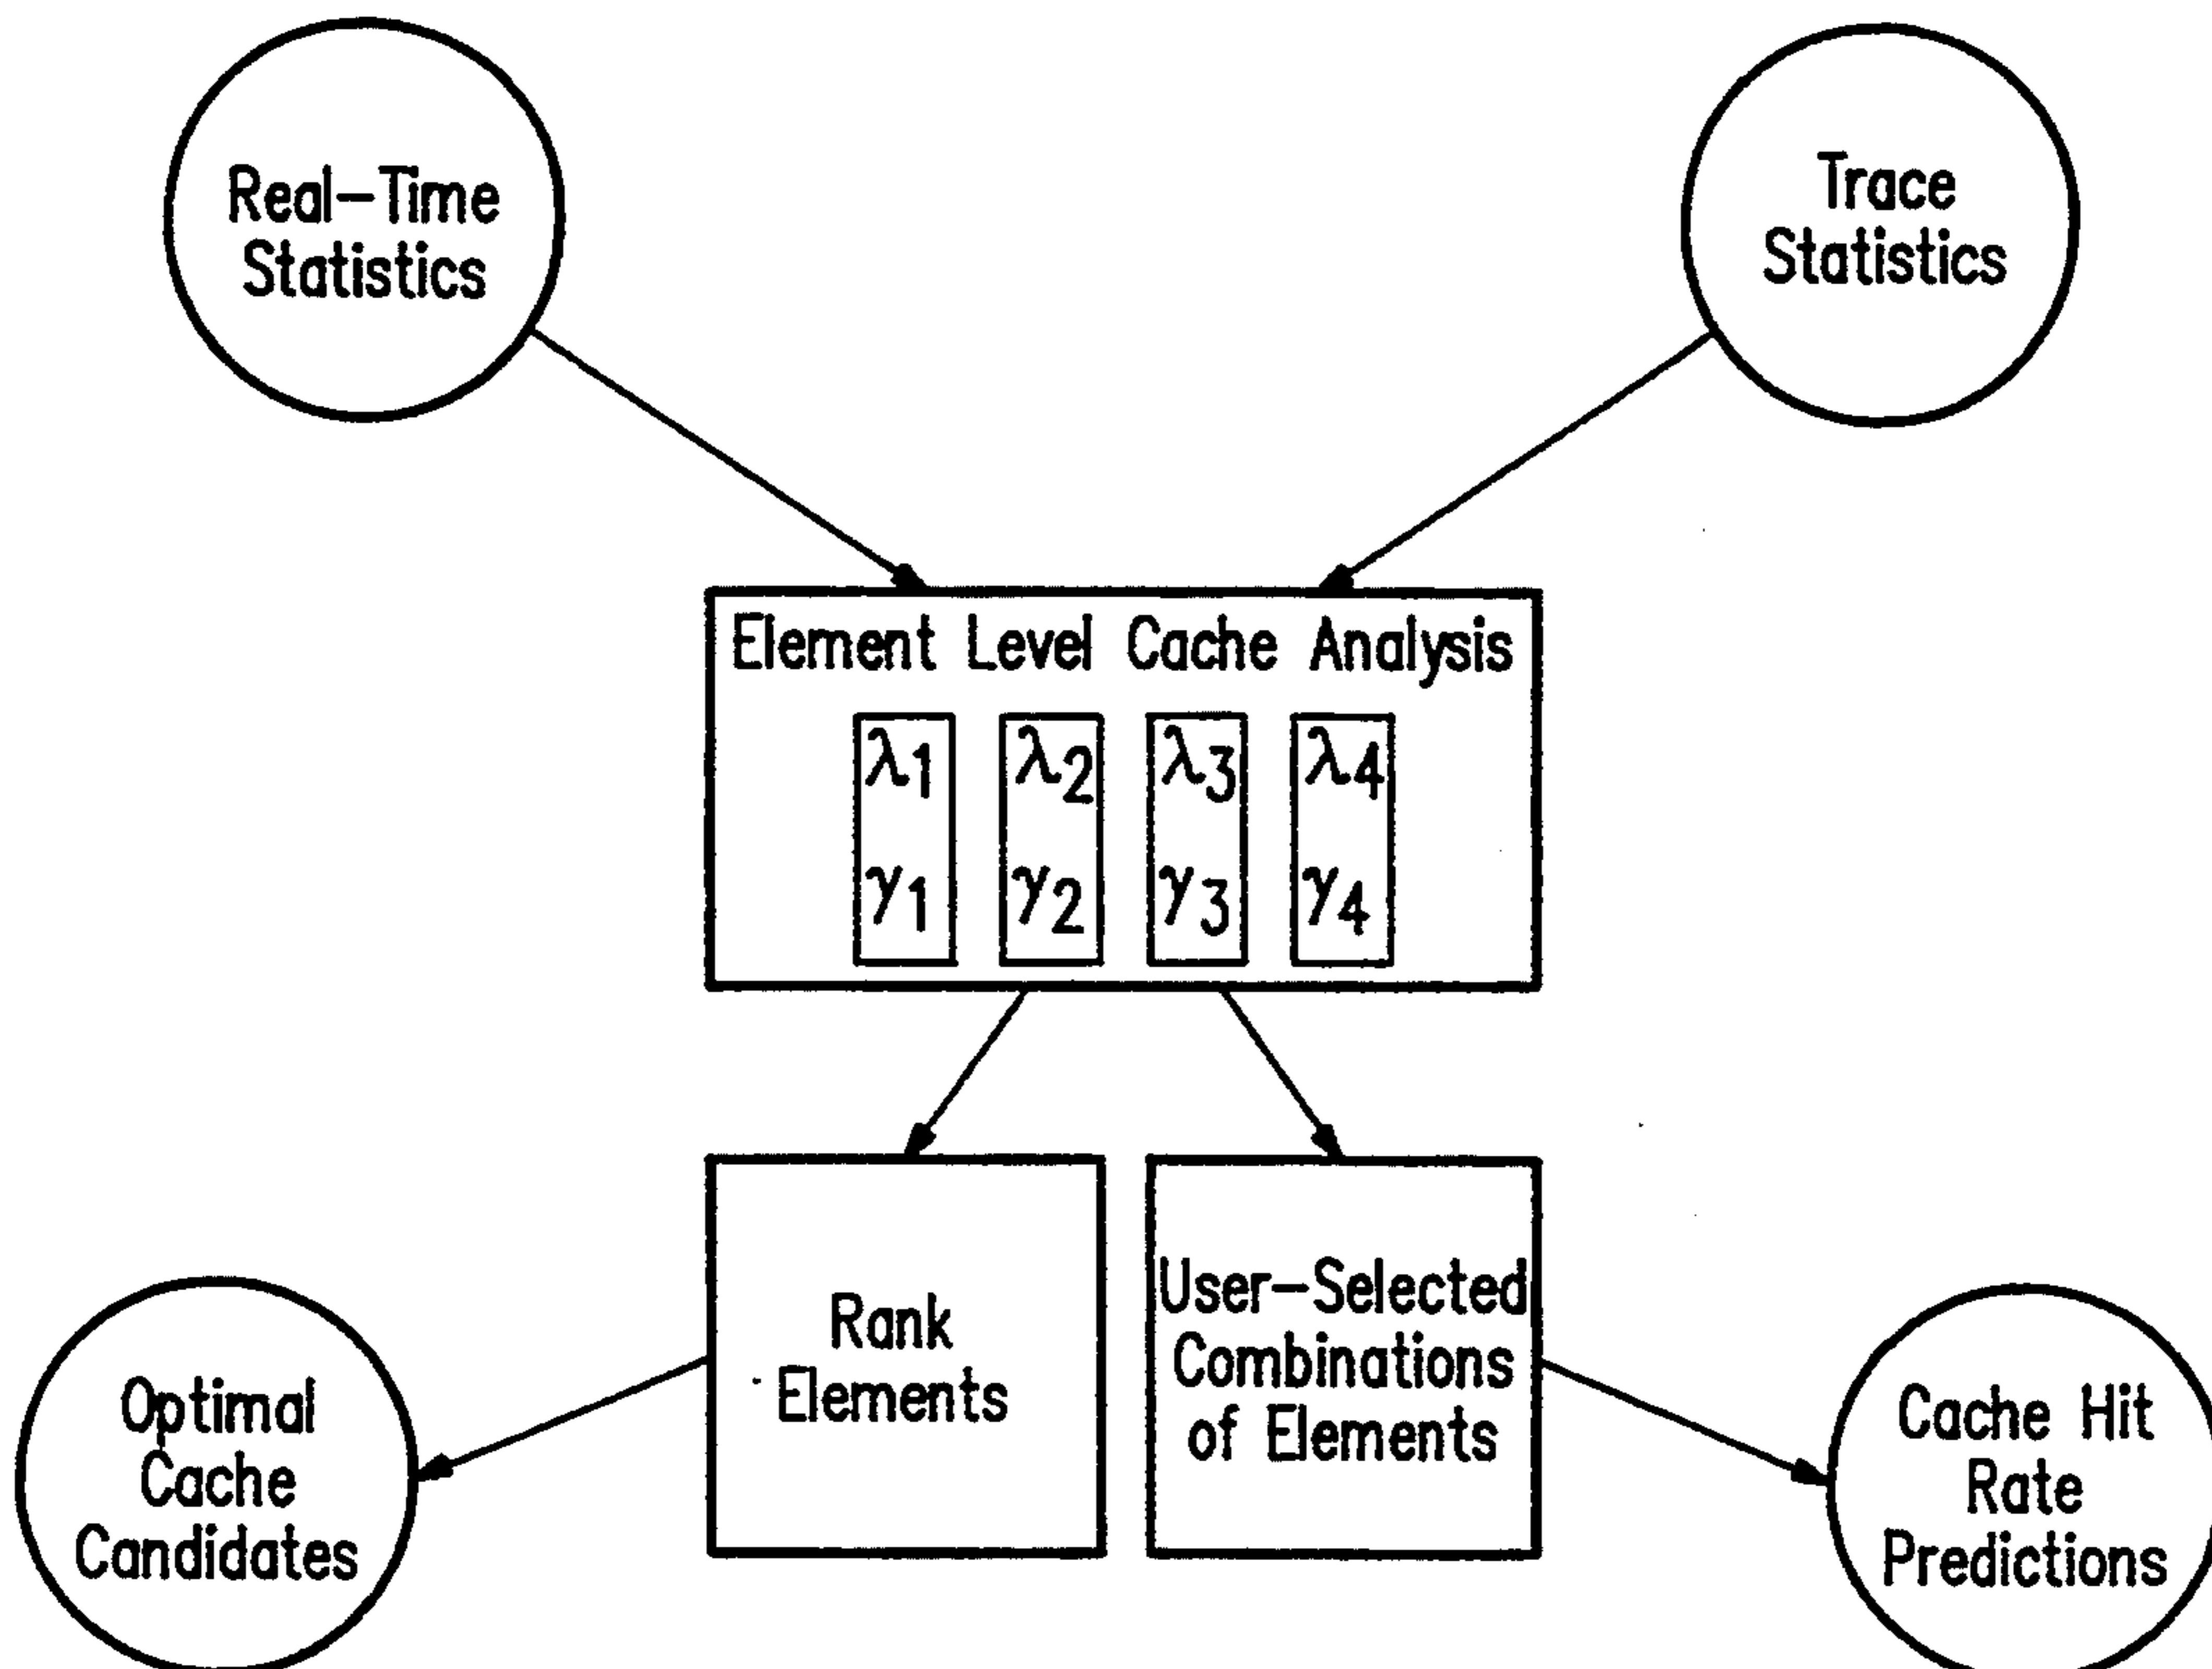 Real-Time
Statistics
Trace
Statistics
Element Level Cache Analysis
λ1 λ2 λ3 λ4
γ1 γ2 γ3 γ4
Rank
Elements
User-Selected
Combinations
of Elements
Optimal
Cache
Candidates
Cache Hit
Rate
Predictions